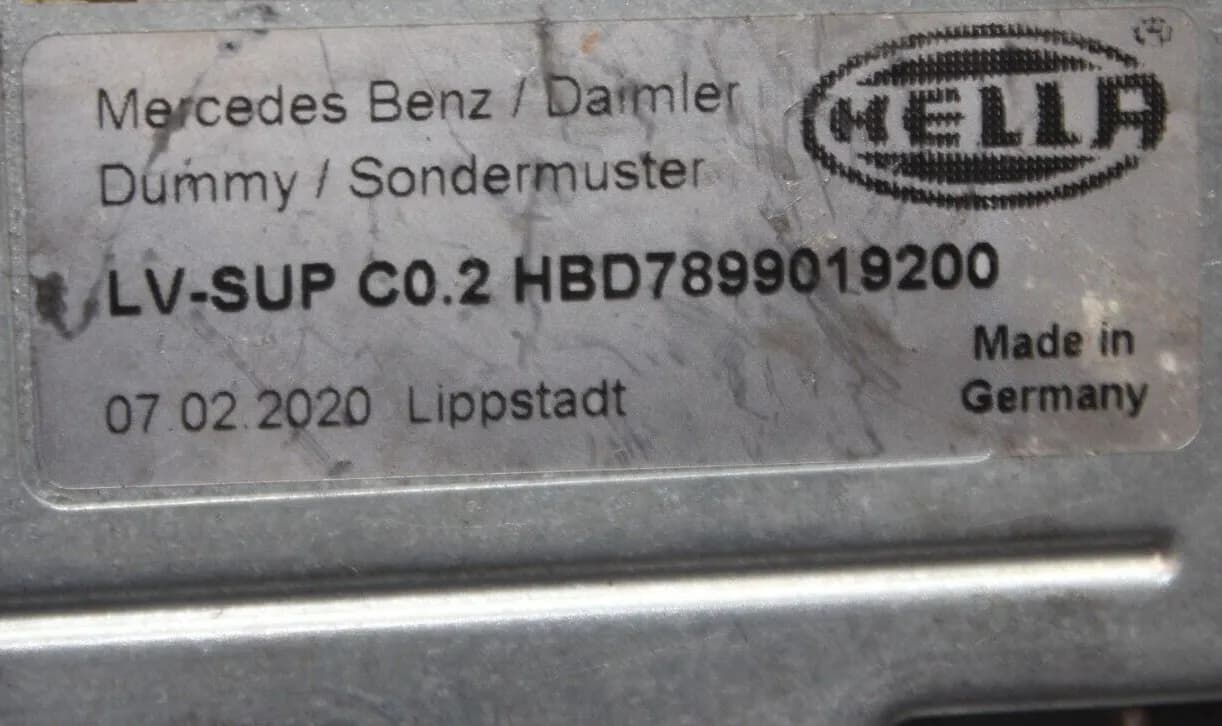 Mercedes Benz / Daimler
HELLA
Dummy / Sondermuster
LV-SUP C0.2 HBD7899019200
Made in
Germany
07.02.2020 Lippstadt